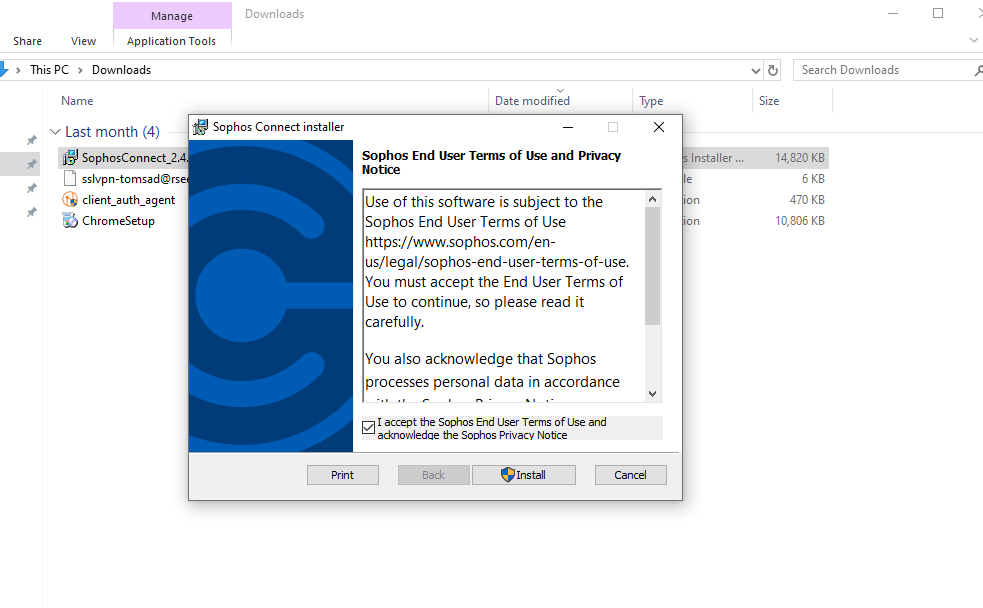 Manage
Downloads
Share
View
Application Tools
This PC
Downloads
Search Downloads
Name
Date modified
Type
Size
Last month (4)
SophosConnect_2.4.
s Installer ...
14,820 KB
sslvpn-tomsad@rsee
le
6 KB
client_auth_agent
ion
470 KB
ChromeSetup
ion
10,806 KB
Sophos Connect installer
Sophos End User Terms of Use and Privacy
Notice
Use of this software is subject to the
Sophos End User Terms of Use
https://www.sophos.com/en-
us/legal/sophos-end-user-terms-of-use.
You must accept the End User Terms of
Use to continue, so please read it
carefully.
You also acknowledge that Sophos
processes personal data in accordance
with the Sophos Privacy Notice
I accept the Sophos End User Terms of Use and
acknowledge the Sophos Privacy Notice
Print
Back
Install
Cancel